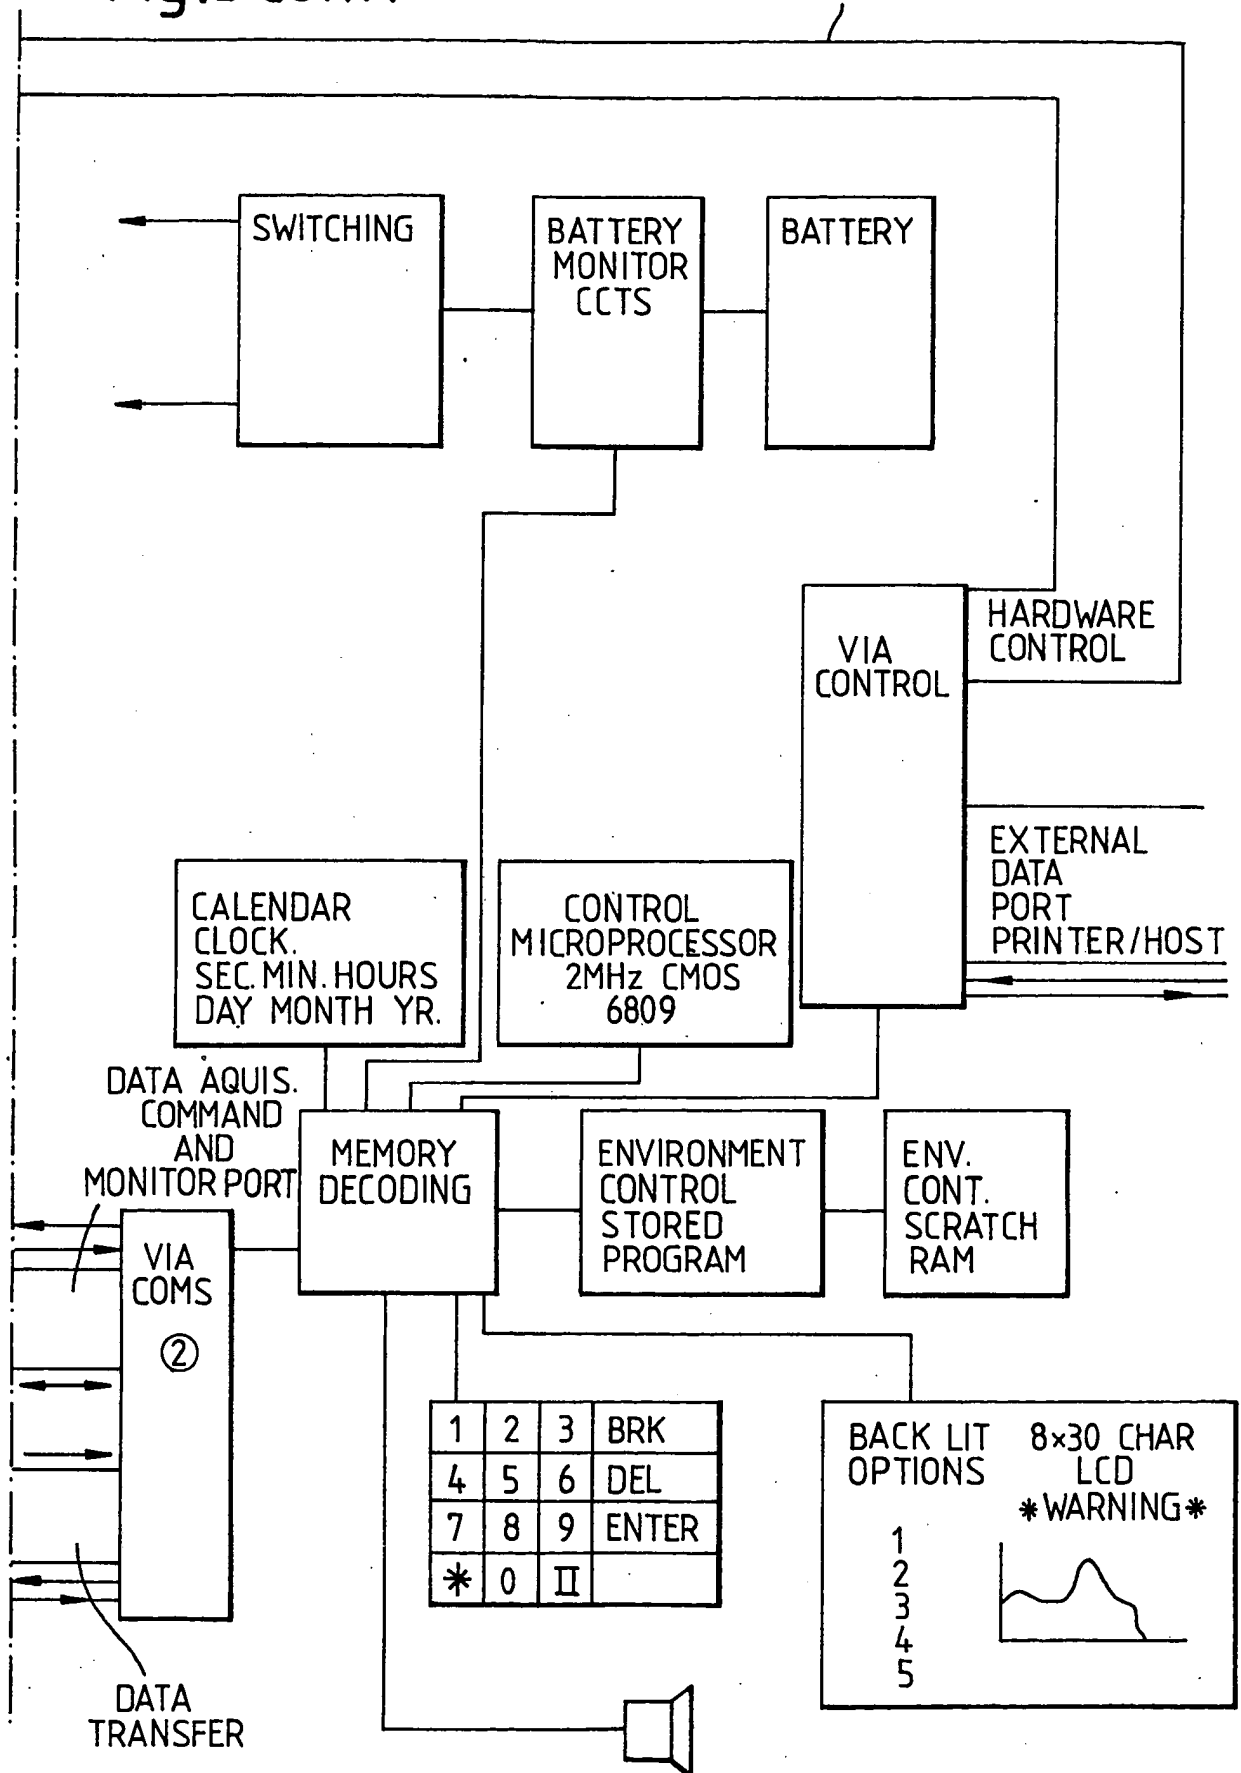 SWITCHING
BATTERY
MONITOR
CCTS
BATTERY
VIA
CONTROL
HARDWARE
CONTROL
EXTERNAL
DATA
PORT
PRINTER/HOST
CALENDAR
CLOCK.
SEC. MIN. HOURS
DAY MONTH YR.
CONTROL
MICROPROCESSOR
2MHz CMOS
6809
DATA AQUIS.
COMMAND
AND
MONITOR PORT
MEMORY
DECODING
ENVIRONMENT
CONTROL
STORED
PROGRAM
ENV.
CONT.
SCRATCH
RAM
VIA
COMS
2
1 2 3 BRK
4 5 6 DEL
7 8 9 ENTER
* 0 II
BACK LIT
OPTIONS
8x30 CHAR
LCD
*WARNING*
1
2
3
4
5
DATA
TRANSFER